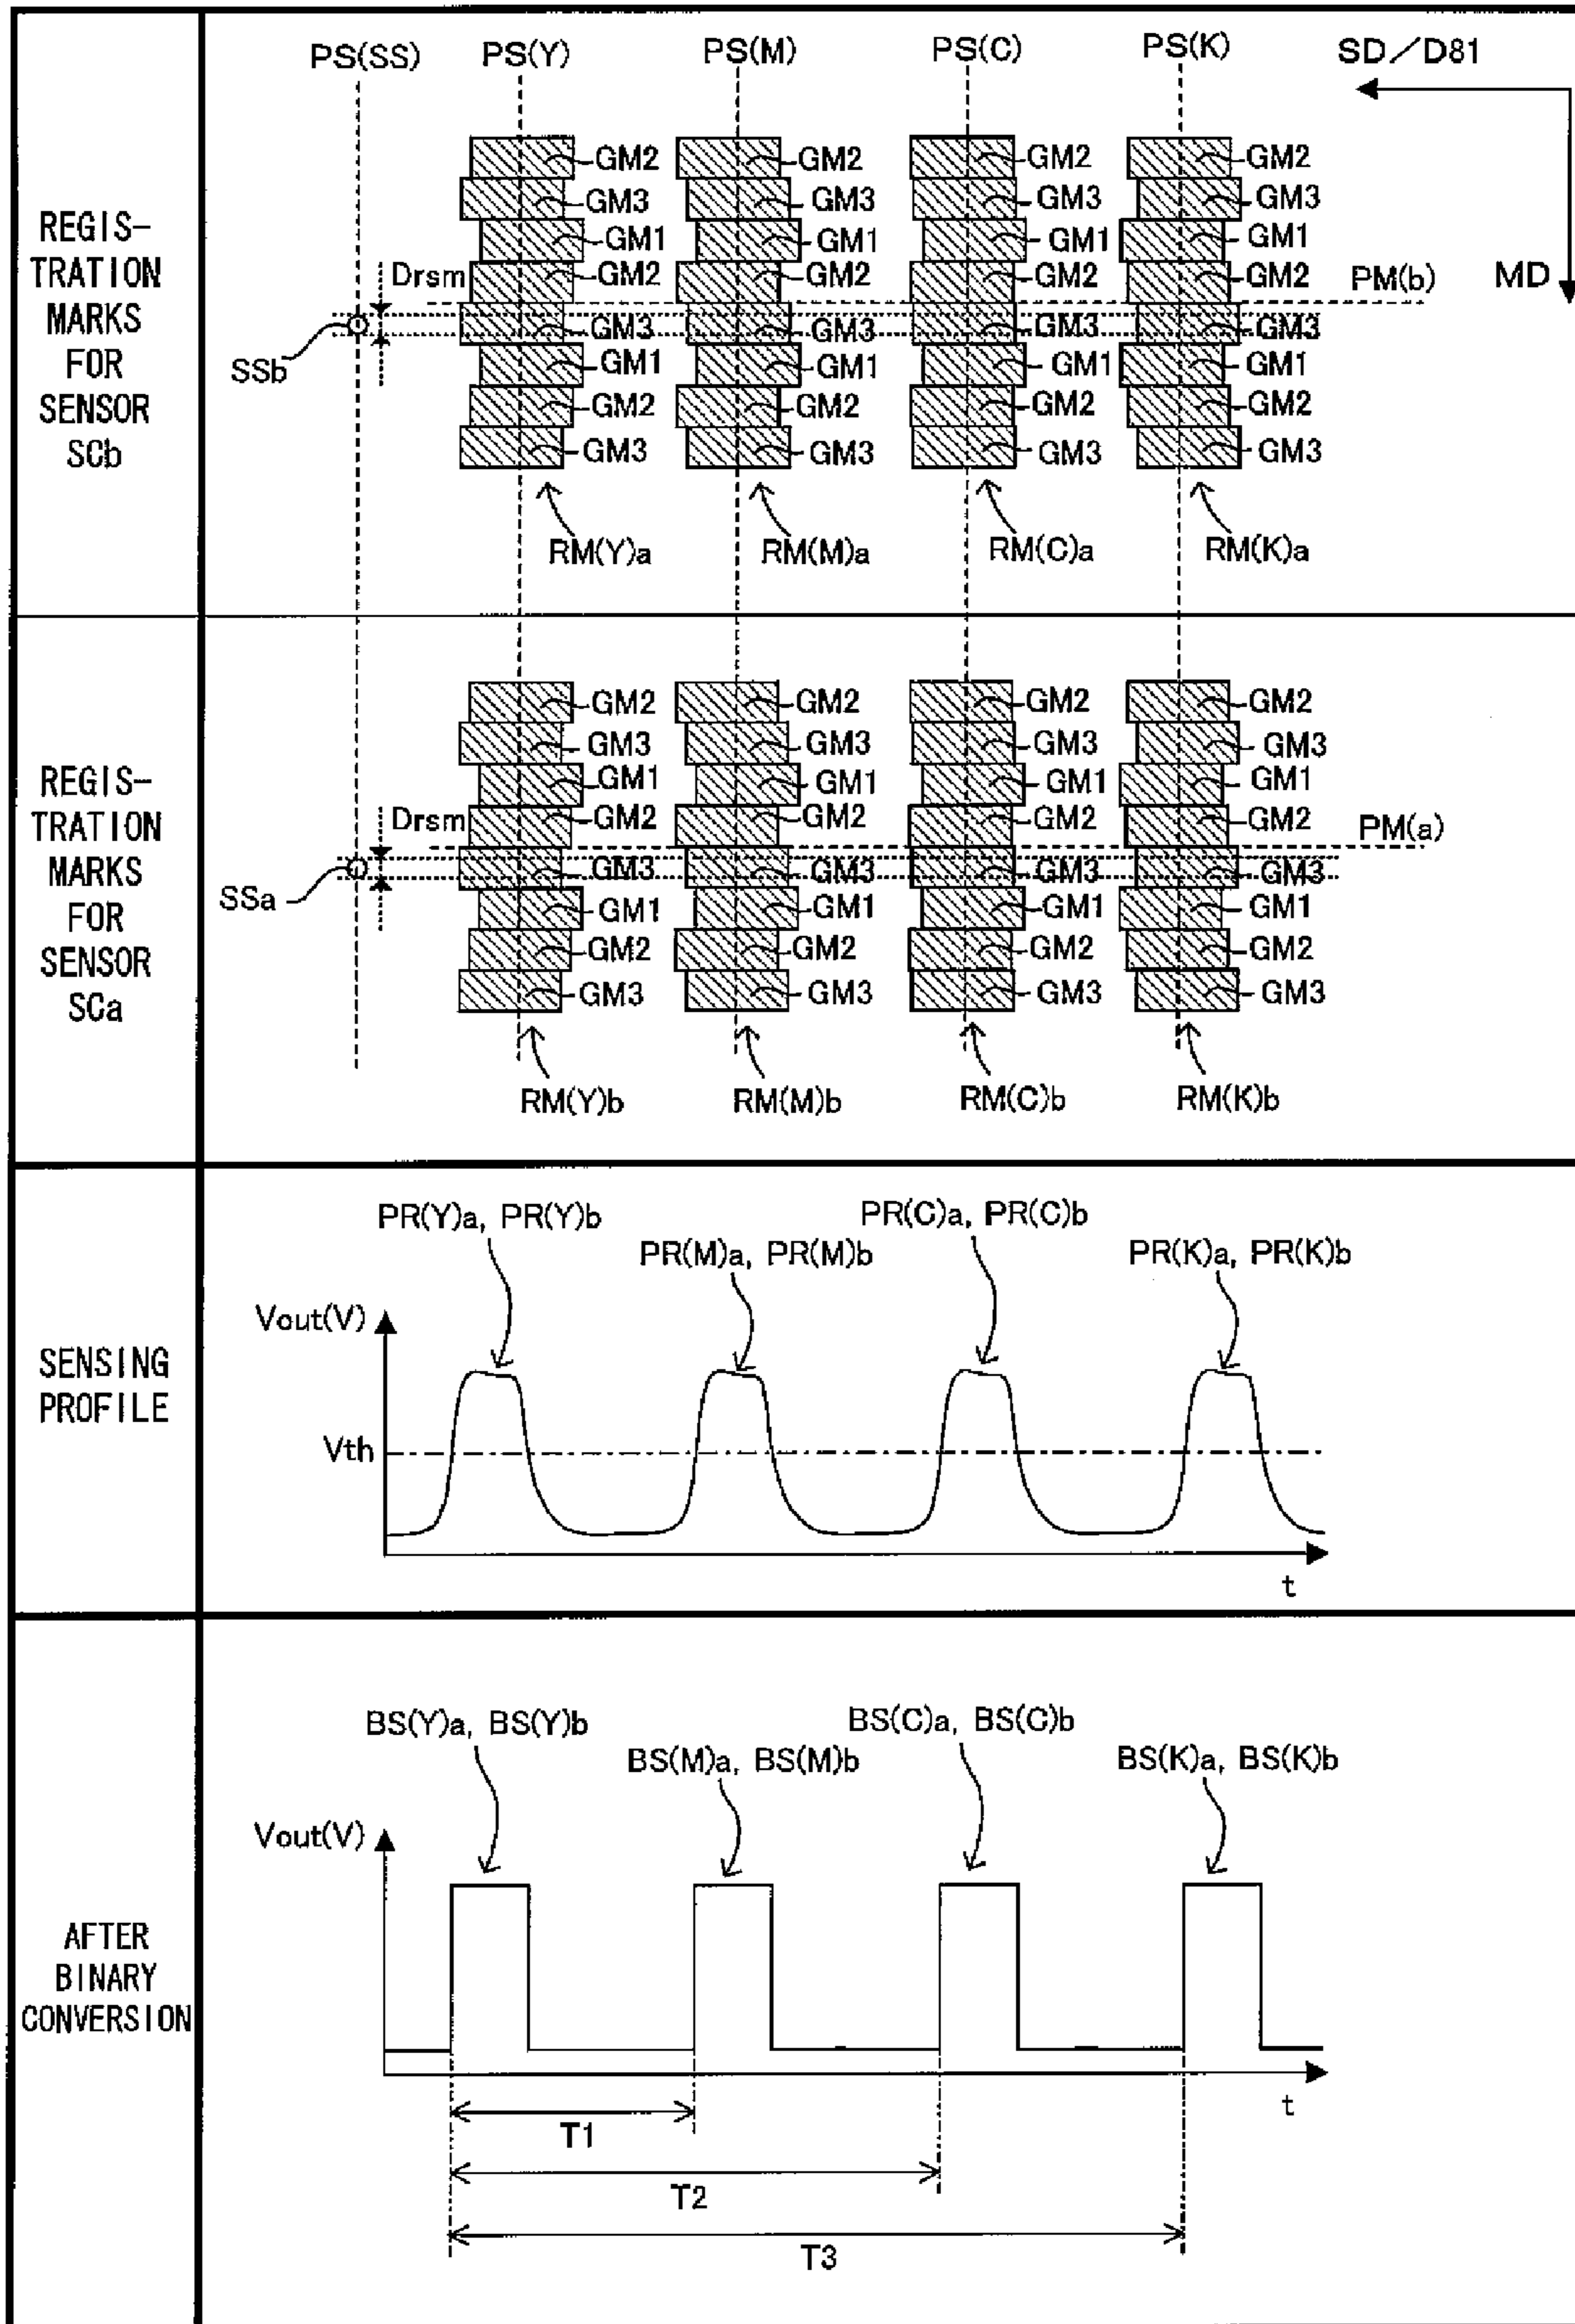 REGIS-
TRATION
MARKS
FOR
SENSOR
SCb
PS(SS)
PS(Y)
PS(M)
PS(C)
PS(K)
SD/D81
MD
GM2
GM2
GM2
GM2
GM3
GM3
GM3
GM3
GM1
GM1
GM1
GM1
Drsm
GM2
GM2
GM2
GM2
PM(b)
SSb
GM3
GM3
GM3
GM3
GM1
GM1
GM1
GM1
GM2
GM2
GM2
GM2
GM3
GM3
GM3
GM3
RM(Y)a
RM(M)a
RM(C)a
RM(K)a
REGIS-
TRATION
MARKS
FOR
SENSOR
SCa
GM2
GM2
GM2
GM2
GM3
GM3
GM3
GM3
GM1
GM1
GM1
GM1
Drsm
GM2
GM2
GM2
GM2
PM(a)
SSa
GM3
GM3
GM3
GM3
GM1
GM1
GM1
GM1
GM2
GM2
GM2
GM2
GM3
GM3
GM3
GM3
RM(Y)b
RM(M)b
RM(C)b
RM(K)b
SENSING
PROFILE
PR(Y)a, PR(Y)b
PR(M)a, PR(M)b
PR(C)a, PR(C)b
PR(K)a, PR(K)b
Vout(V)
Vth
t
AFTER
BINARY
CONVERSION
BS(Y)a, BS(Y)b
BS(M)a, BS(M)b
BS(C)a, BS(C)b
BS(K)a, BS(K)b
Vout(V)
t
T1
T2
T3